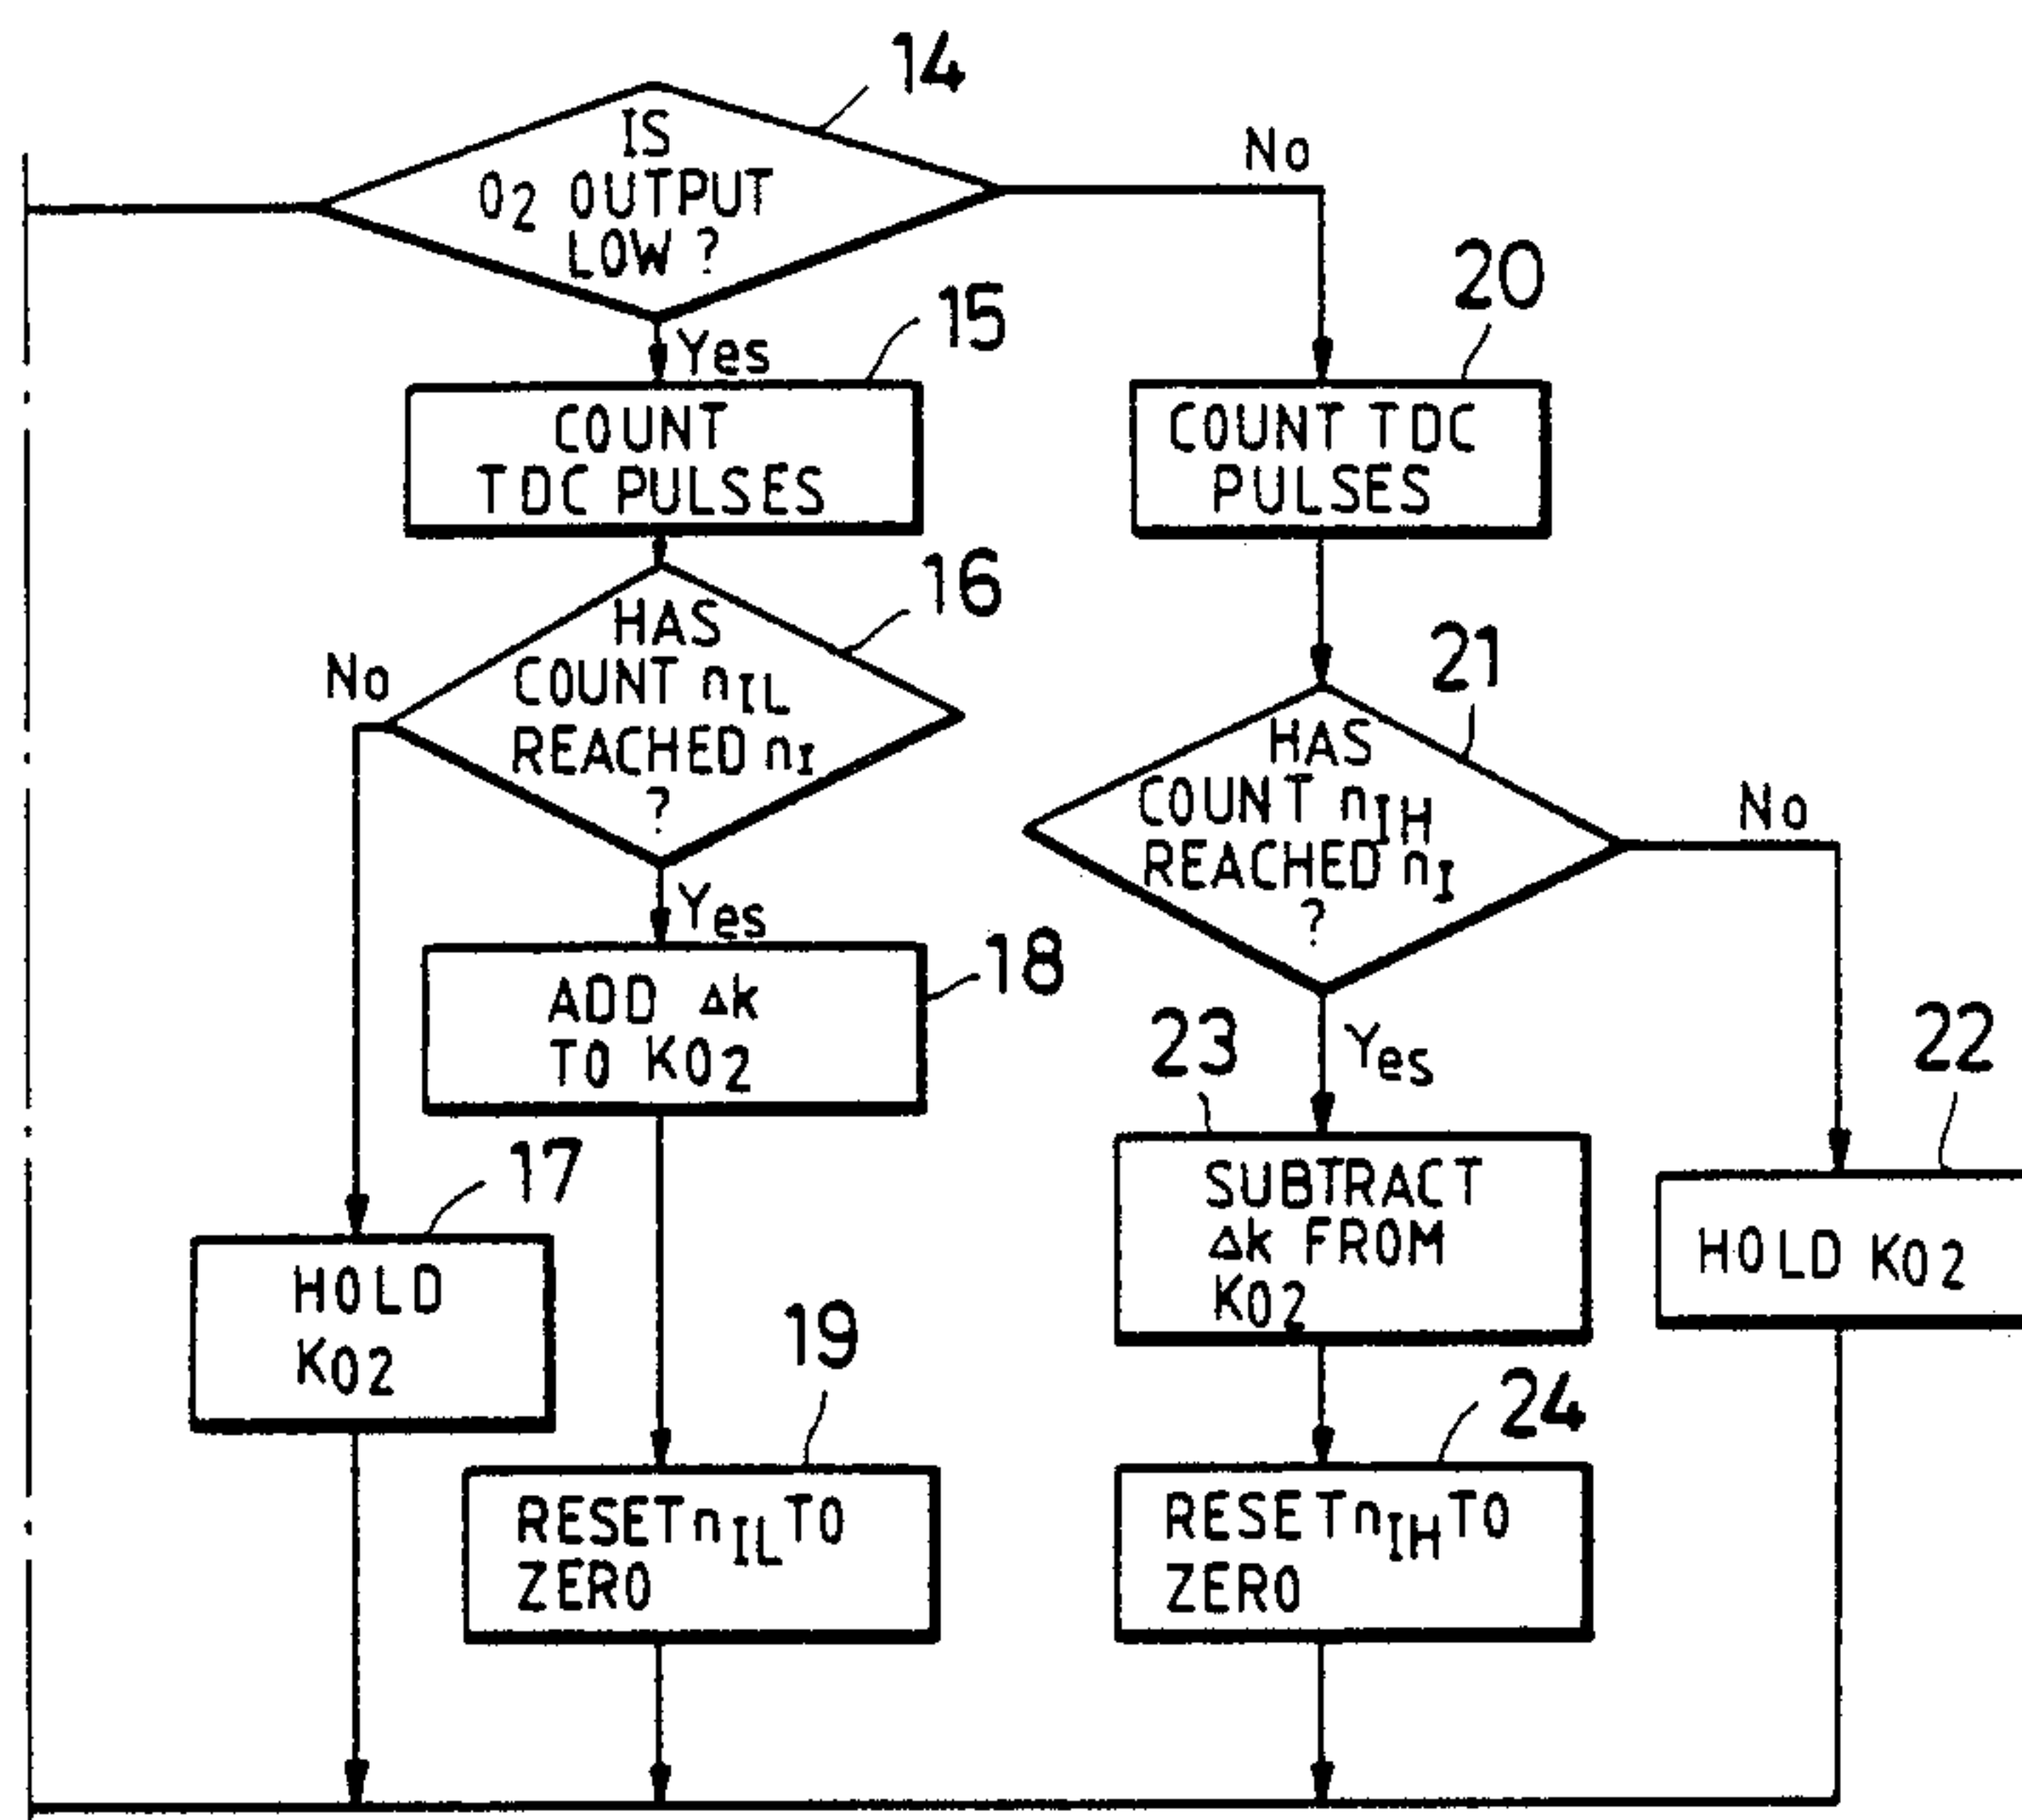 14
IS
O2 OUTPUT
LOW ?
No
Yes
15
COUNT
TDC PULSES
20
COUNT TDC
PULSES
16
HAS
COUNT nIL
REACHED nI
?
No
Yes
21
HAS
COUNT nIH
REACHED nI
?
No
Yes
18
ADD Δk
TO KO2
17
HOLD
KO2
23
SUBTRACT
Δk FROM
KO2
22
HOLD KO2
19
RESET nIL TO
ZERO
24
RESET nIH TO
ZERO